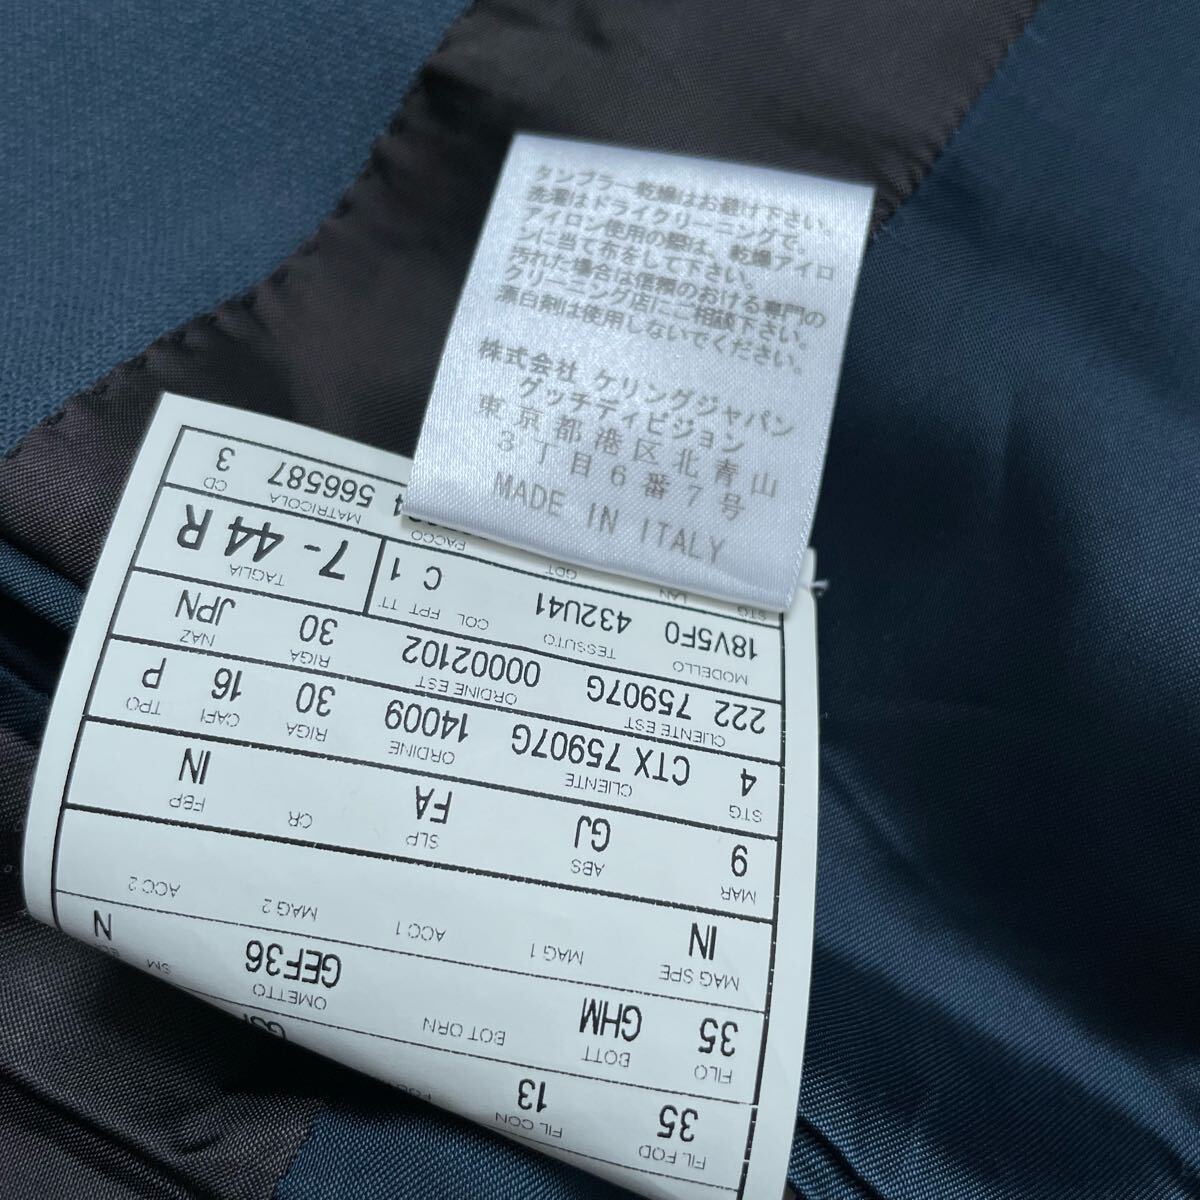 タンブラー乾燥はお避け下さい。
洗濯はドライクリーニングで。
アイロン使用の際は、乾燥アイロ
ンに当て布をして下さい。
汚れた場合は信頼のおける専門の
クリーニング店にご相談下さい。
漂白剤は使用しないでください。
株式会社 ケリングジャパン
グッチディビジョン
東京都港区北青山
3丁目6番7号
MADE IN ITALY
MATRICOLA CD
566587 3
STG LAN GDT PACCO TAGLIA
18V5F0 432U41 C 1 7-44 R
MODELLO TESSUTO COL FPT TT
222 75907G 00002102 30 JPN
CLIENTE EST ORDINE EST RIGA NAZ
4 CTX 75907G 14009 30 16 P
STG CLIENTE ORDINE RIGA CAFI TPO
9 GJ FA IN
MAR ABS SLP CR FBP
IN
MAG SPE MAG 1 ACC 1 MAG 2 ACC 2
35 GHM GEF36 N
FILO BOTT BOT ORN OMETTO SM
35 13
FIL FOD FIL CON